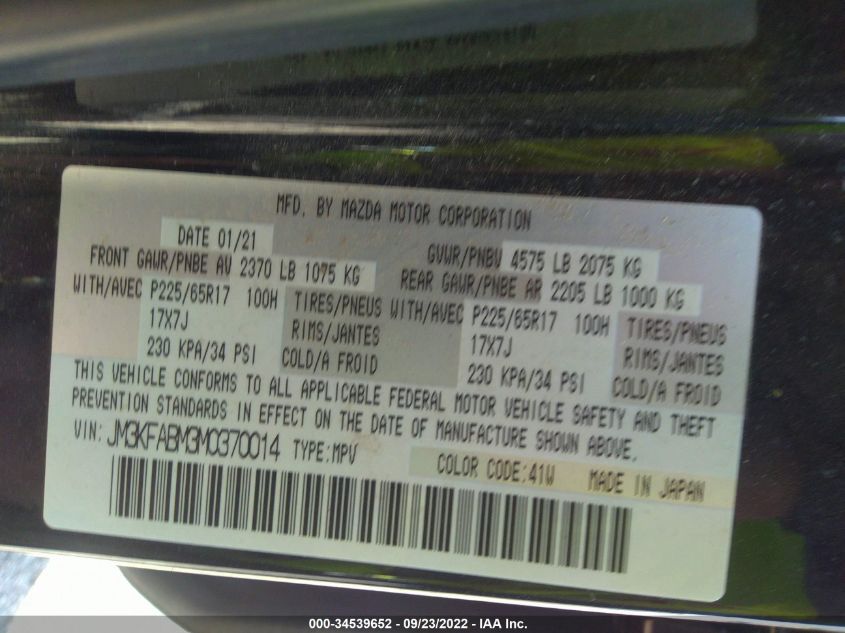 MFD. BY MAZDA MOTOR CORPORATION
DATE 01/21 GVWR/PNBV 4575 LB 2075 KG
FRONT GAWR/PNBE AV 2370 LB 1075 KG REAR GAWR/PNBE AR 2205 LB 1000 KG
WITH/AVEC P225/65R17 100H TIRES/PNEUS WITH/AVEC P225/65R17 100H TIRES/PNEUS
17X7J RIMS/JANTES 17X7J RIMS/JANTES
230 KPA/34 PSI COLD/A FROID 230 KPA/34 PSI COLD/A FROID
THIS VEHICLE CONFORMS TO ALL APPLICABLE FEDERAL MOTOR VEHICLE SAFETY AND THEFT
PREVENTION STANDARDS IN EFFECT ON THE DATE OF MANUFACTURE SHOWN ABOVE.
VIN: JM3KFABM3M0370014 TYPE:MPV COLOR CODE:41W MADE IN JAPAN
000-34539652 - 09/23/2022 - IAA Inc.